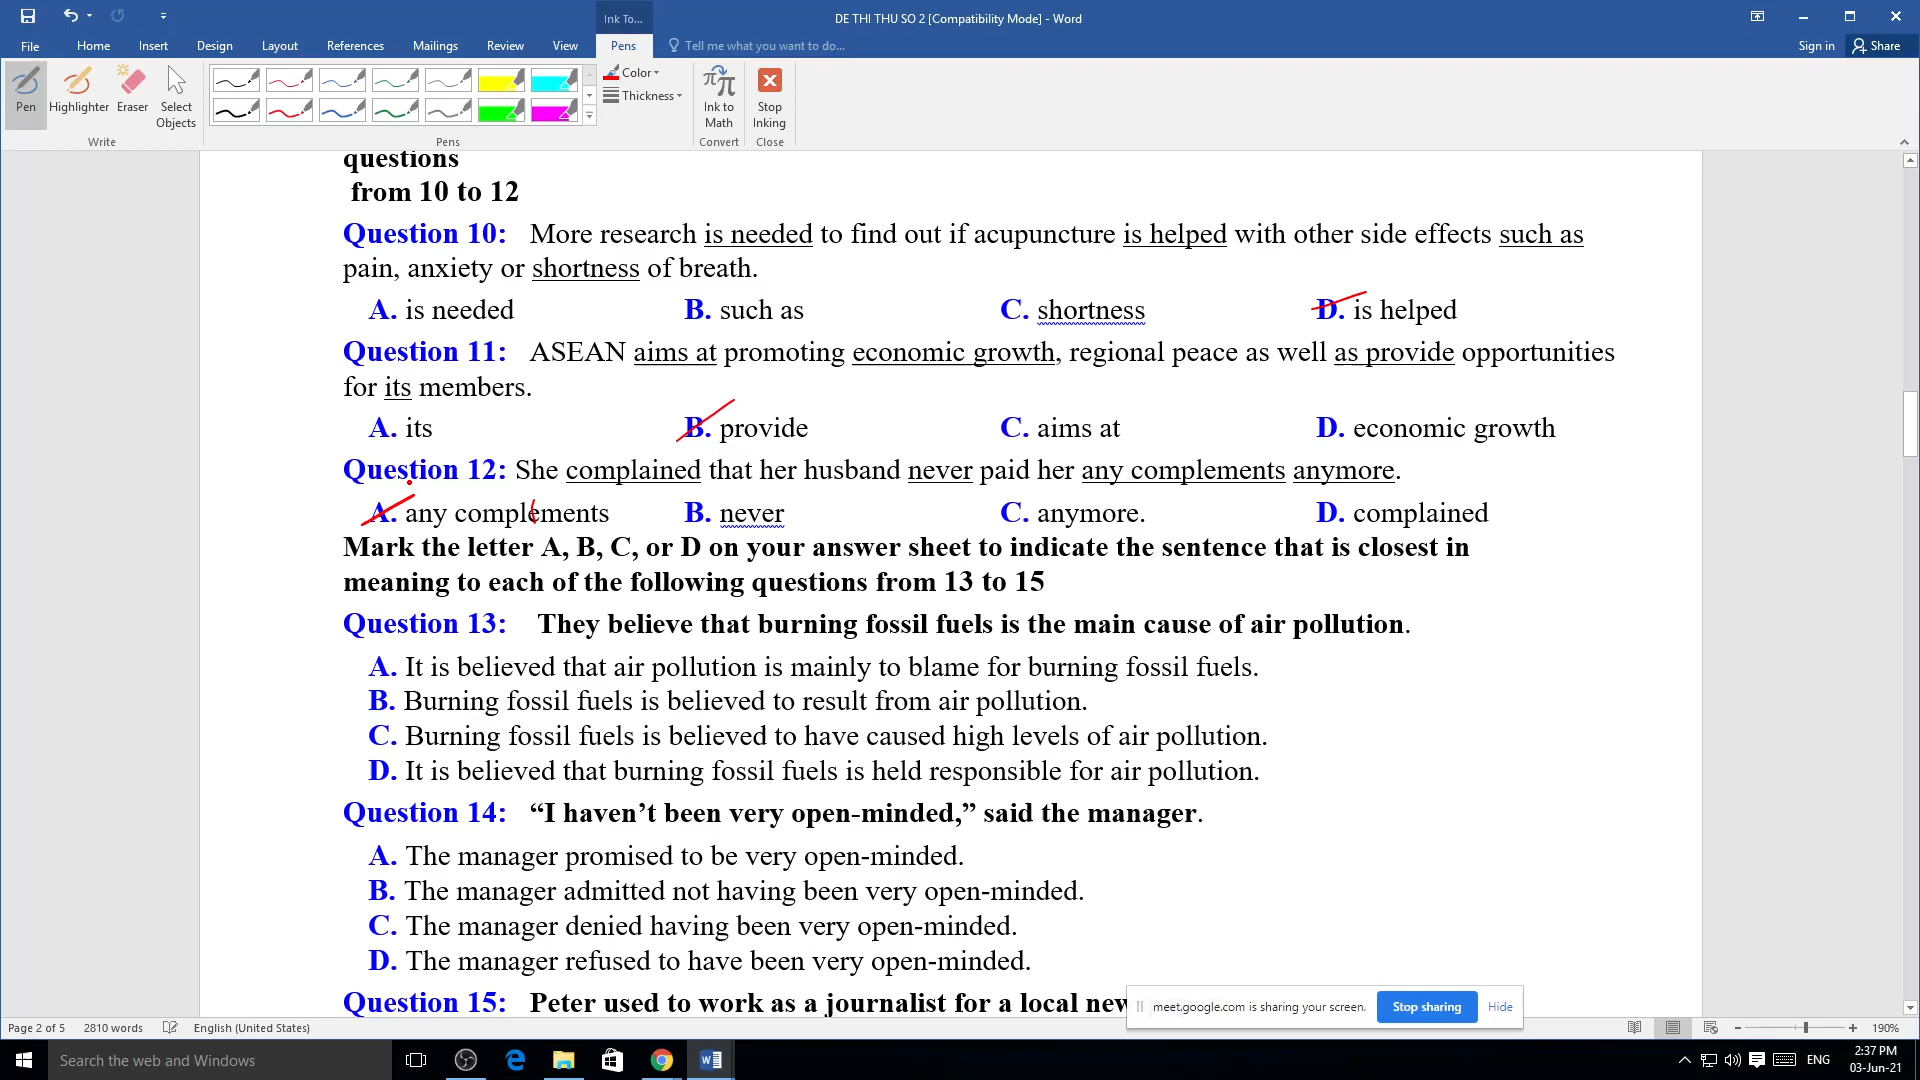 Ink To...
DE THI THU SO 2 [Compatibility Mode] - Word
File Home Insert Design Layout References Mailings Review View Pens Tell me what you want to do... Sign in Share
Pen Highlighter Eraser Select Objects
Color
Thickness
Ink to Math
Stop Inking
Write Pens Convert Close
questions
from 10 to 12
Question 10: More research is needed to find out if acupuncture is helped with other side effects such as
pain, anxiety or shortness of breath.
A. is needed B. such as C. shortness D. is helped
Question 11: ASEAN aims at promoting economic growth, regional peace as well as provide opportunities
for its members.
A. its B. provide C. aims at D. economic growth
Question 12: She complained that her husband never paid her any complements anymore.
A. any complements B. never C. anymore. D. complained
Mark the letter A, B, C, or D on your answer sheet to indicate the sentence that is closest in
meaning to each of the following questions from 13 to 15
Question 13: They believe that burning fossil fuels is the main cause of air pollution.
A. It is believed that air pollution is mainly to blame for burning fossil fuels.
B. Burning fossil fuels is believed to result from air pollution.
C. Burning fossil fuels is believed to have caused high levels of air pollution.
D. It is believed that burning fossil fuels is held responsible for air pollution.
Question 14: “I haven’t been very open-minded,” said the manager.
A. The manager promised to be very open-minded.
B. The manager admitted not having been very open-minded.
C. The manager denied having been very open-minded.
D. The manager refused to have been very open-minded.
Question 15: Peter used to work as a journalist for a local new
meet.google.com is sharing your screen. Stop sharing Hide
Page 2 of 5 2810 words English (United States) 190%
Search the web and Windows
ENG
2:37 PM
03-Jun-21